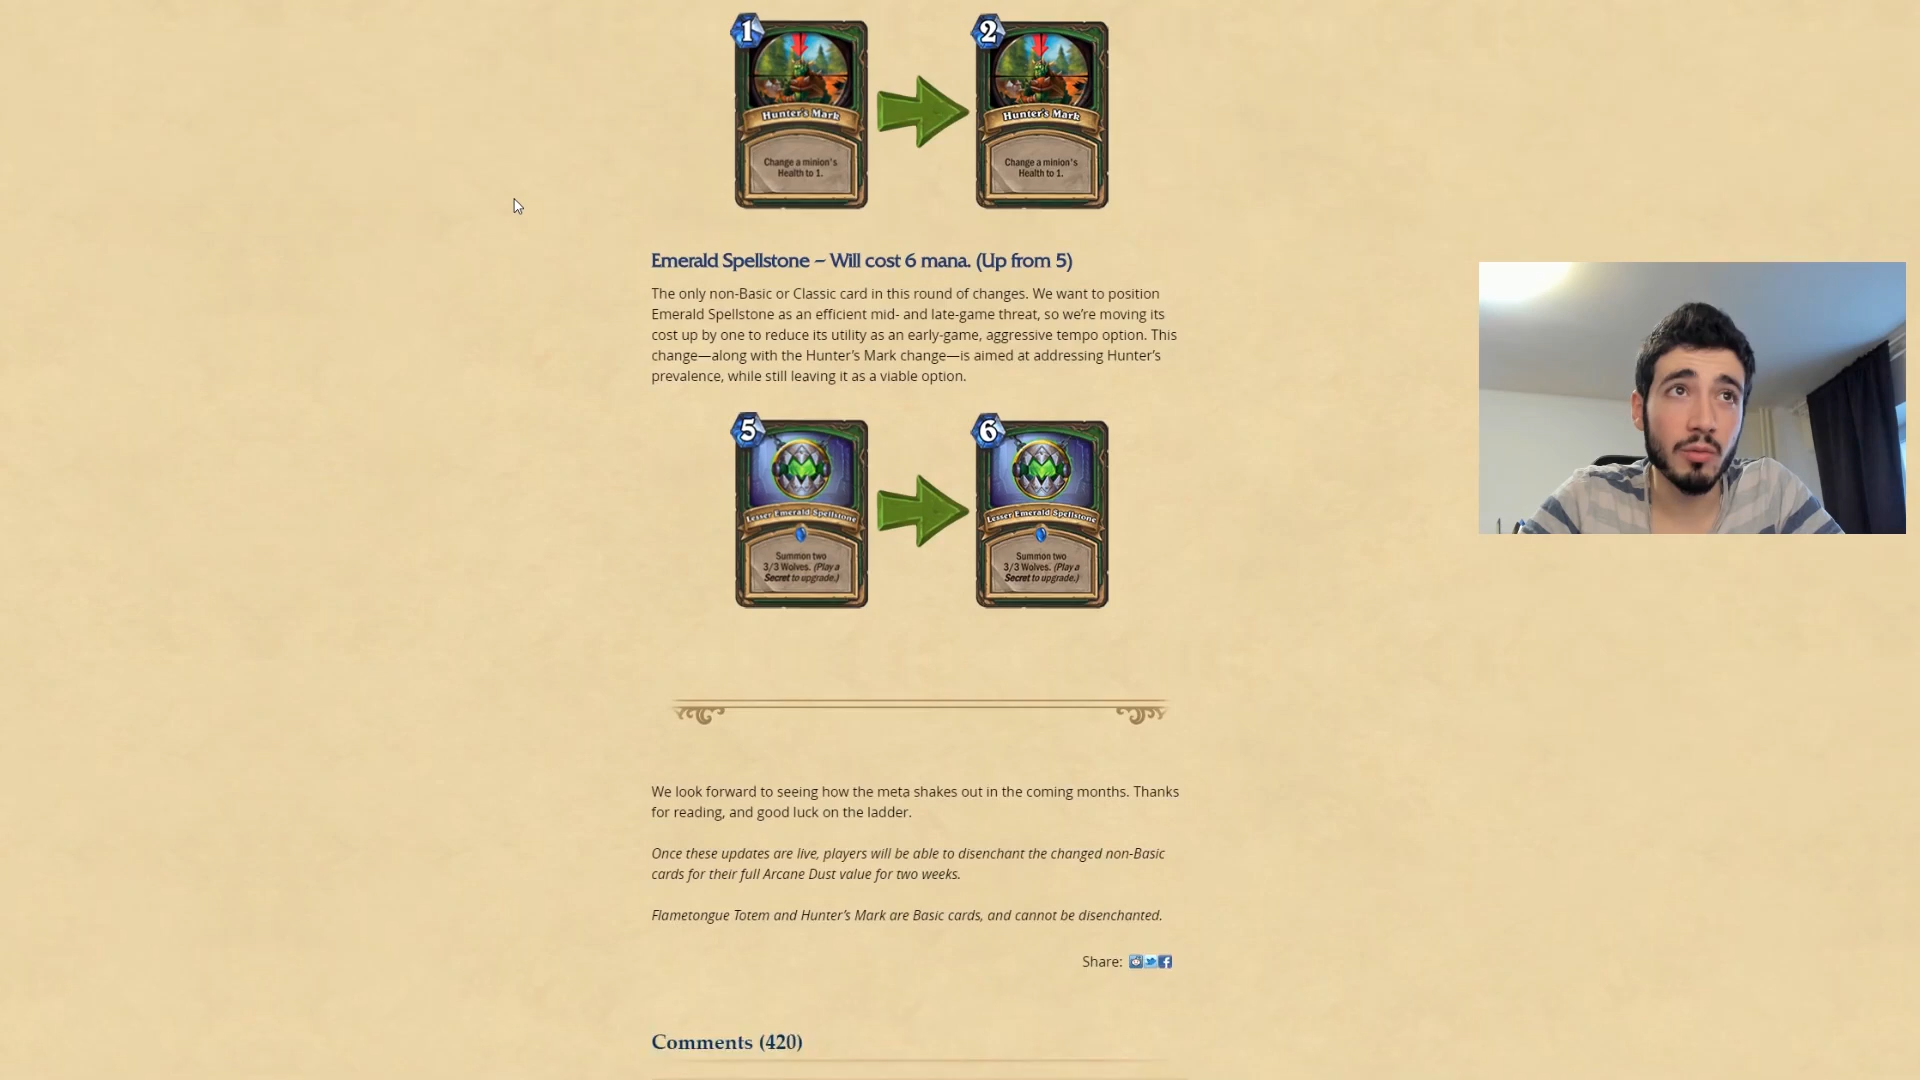 1
2
Hunter's Mark
Hunter's Mark
Change a minion's
Health to 1.
Change a minion's
Health to 1.
Emerald Spellstone – Will cost 6 mana. (Up from 5)
The only non-Basic or Classic card in this round of changes. We want to position
Emerald Spellstone as an efficient mid- and late-game threat, so we’re moving its
cost up by one to reduce its utility as an early-game, aggressive tempo option. This
change—along with the Hunter’s Mark change—is aimed at addressing Hunter’s
prevalence, while still leaving it as a viable option.
5
6
Lesser Emerald Spellstone
Lesser Emerald Spellstone
Summon two
3/3 Wolves. (Play a
Secret to upgrade.)
Summon two
3/3 Wolves. (Play a
Secret to upgrade.)
We look forward to seeing how the meta shakes out in the coming months. Thanks
for reading, and good luck on the ladder.
Once these updates are live, players will be able to disenchant the changed non-Basic
cards for their full Arcane Dust value for two weeks.
Flametongue Totem and Hunter’s Mark are Basic cards, and cannot be disenchanted.
Share:
Comments (420)